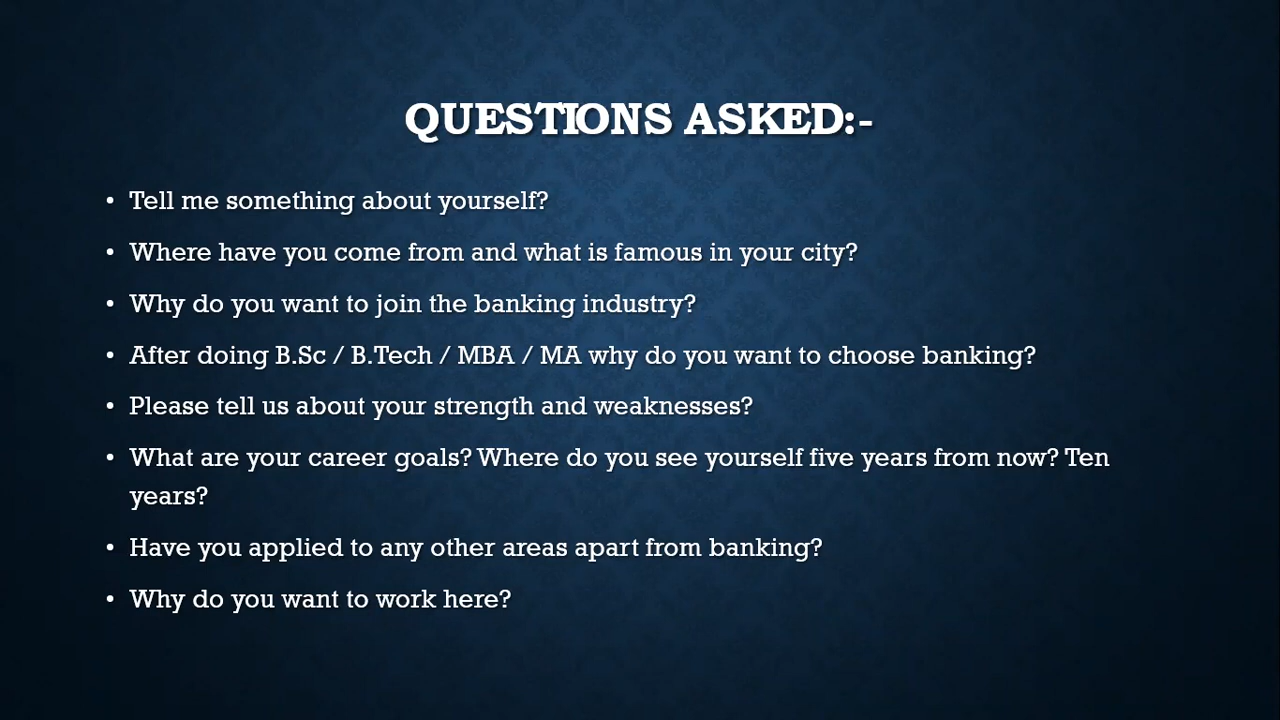 QUESTIONS ASKED:-
• Tell me something about yourself?
• Where have you come from and what is famous in your city?
• Why do you want to join the banking industry?
• After doing B.Sc / B.Tech / MBA / MA why do you want to choose banking?
• Please tell us about your strength and weaknesses?
• What are your career goals? Where do you see yourself five years from now? Ten
years?
• Have you applied to any other areas apart from banking?
• Why do you want to work here?